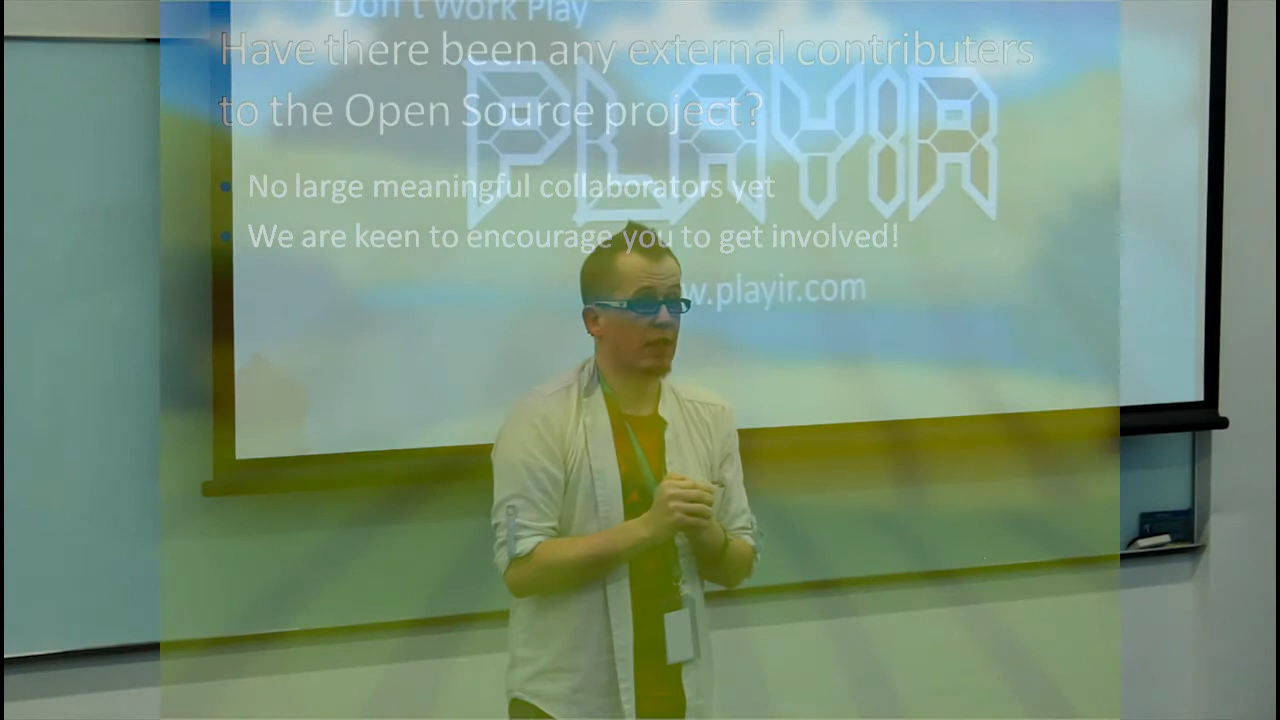 Don't Work Play
Have there been any external contributers
to the Open Source project?
PLAYIR
No large meaningful collaborators yet
We are keen to encourage you to get involved!
w.playir.com